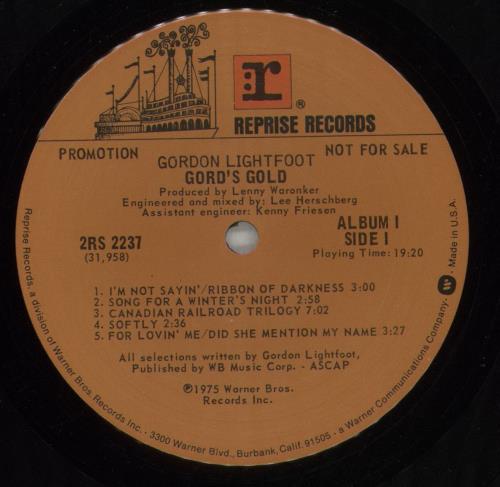 r
®
REPRISE RECORDS
PROMOTION
NOT FOR SALE
GORDON LIGHTFOOT
GORD'S GOLD
Produced by Lenny Waronker
Engineered and mixed by: Lee Herschberg
Assistant engineer: Kenny Friesen
2RS 2237
(31,958)
ALBUM I
SIDE I
Playing Time: 19:20
1. I'M NOT SAYIN'/RIBBON OF DARKNESS 3:00
2. SONG FOR A WINTER'S NIGHT 2:58
3. CANADIAN RAILROAD TRILOGY 7:02
4. SOFTLY 2:36
5. FOR LOVIN' ME/DID SHE MENTION MY NAME 3:27
All selections written by Gordon Lightfoot,
Published by WB Music Corp. - ASCAP
℗1975 Warner Bros.
Records Inc.
Reprise Records, a division of Warner Bros. Records Inc. · 3300 Warner Blvd., Burbank, Calif. 91505 · a Warner Communications Company · Made in U.S.A.